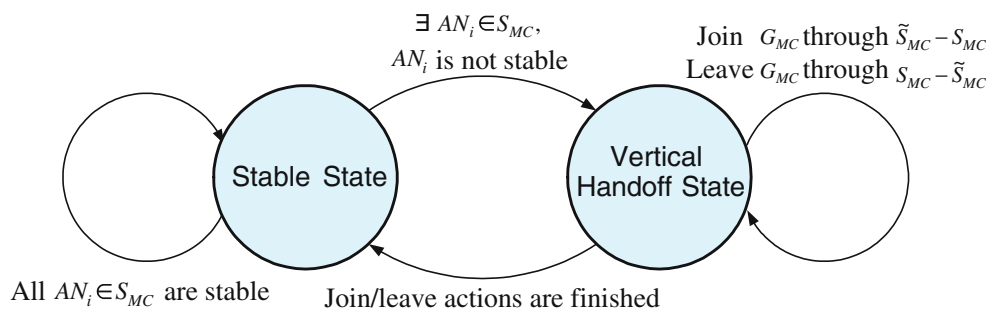 ∃ AN_i ∈ S_MC,
AN_i is not stable
Join G_MC through S̃_MC – S_MC
Leave G_MC through S_MC – S̃_MC
Stable State
Vertical
Handoff State
All AN_i ∈ S_MC are stable
Join/leave actions are finished